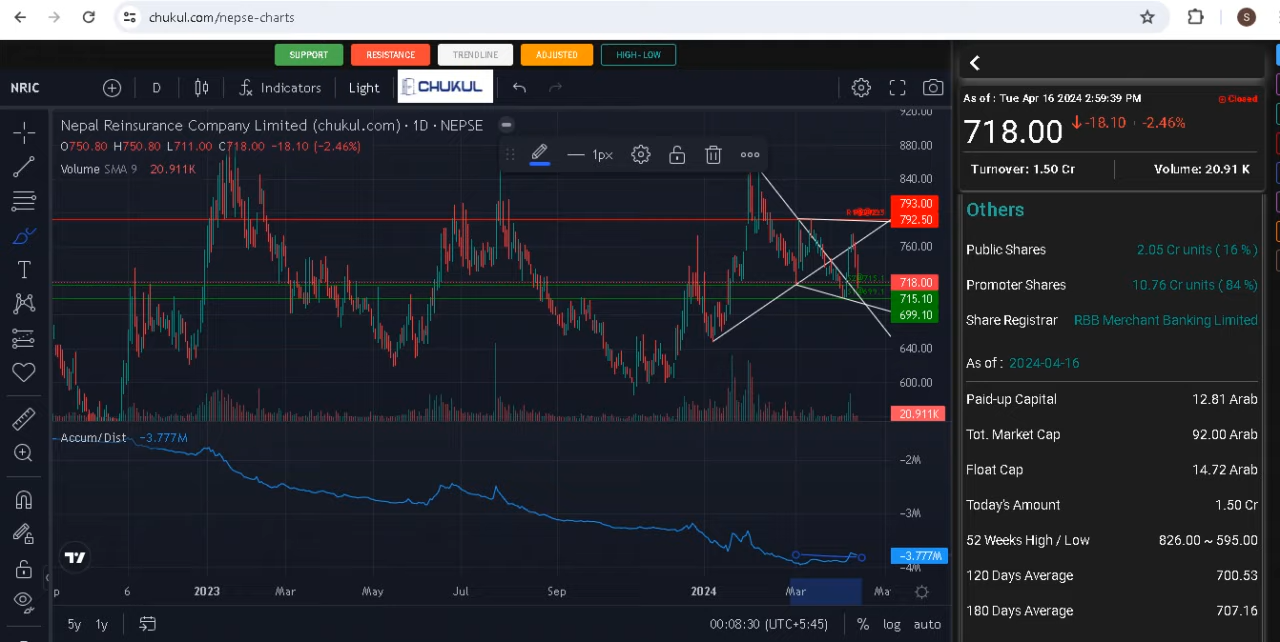 chukul.com/nepse-charts
S
SUPPORT RESISTANCE TRENDLINE ADJUSTED HIGH - LOW
NRIC D Indicators Light CHUKUL
Nepal Reinsurance Company Limited (chukul.com) · 1D · NEPSE
O750.80 H750.80 L711.00 C718.00 −18.10 (−2.46%)
Volume SMA 9 20.911K
1px
920.00
880.00
840.00
793.00
792.50
760.00
718.00
715.10
699.10
640.00
600.00
20.911K
Accum/Dist −3.777M
−2M
−3M
−3.777M
−4M
p 6 2023 Mar May Jul Sep 2024 Mar Ma
5y 1y 00:08:30 (UTC+5:45) % log auto
As of : Tue Apr 16 2024 2:59:39 PM Closed
718.00 -18.10 -2.46%
Turnover: 1.50 Cr Volume: 20.91 K
Others
Public Shares 2.05 Cr units ( 16 % )
Promoter Shares 10.76 Cr units ( 84 % )
Share Registrar RBB Merchant Banking Limited
As of : 2024-04-16
Paid-up Capital 12.81 Arab
Tot. Market Cap 92.00 Arab
Float Cap 14.72 Arab
Today's Amount 1.50 Cr
52 Weeks High / Low 826.00 ~ 595.00
120 Days Average 700.53
180 Days Average 707.16